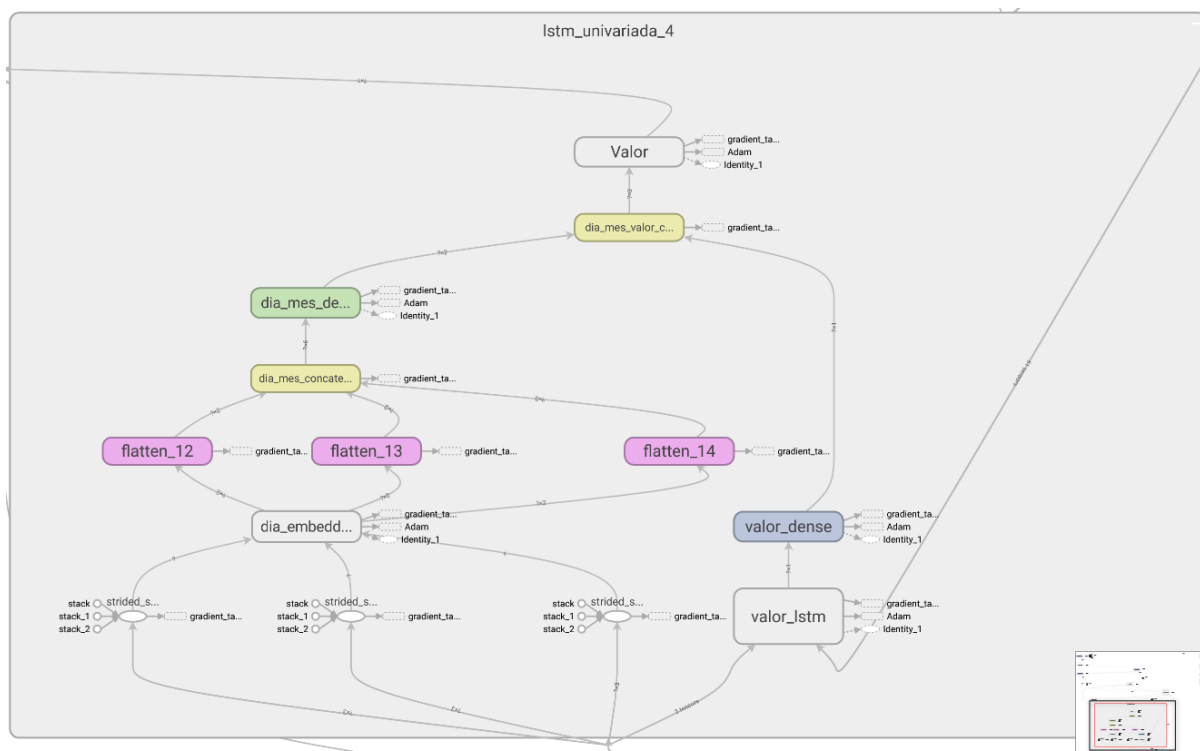 lstm_univariada_4
Valor
gradient_ta...
Adam
Identity_1
dia_mes_valor_c...
gradient_ta...
dia_mes_de...
gradient_ta...
Adam
Identity_1
dia_mes_concate...
gradient_ta...
flatten_12
gradient_ta...
flatten_13
gradient_ta...
flatten_14
gradient_ta...
dia_embedd...
gradient_ta...
Adam
Identity_1
valor_dense
gradient_ta...
Adam
Identity_1
strided_s...
stack
stack_1
stack_2
gradient_ta...
strided_s...
stack
stack_1
stack_2
gradient_ta...
strided_s...
stack
stack_1
stack_2
gradient_ta...
valor_lstm
gradient_ta...
Adam
Identity_1
3 tensors